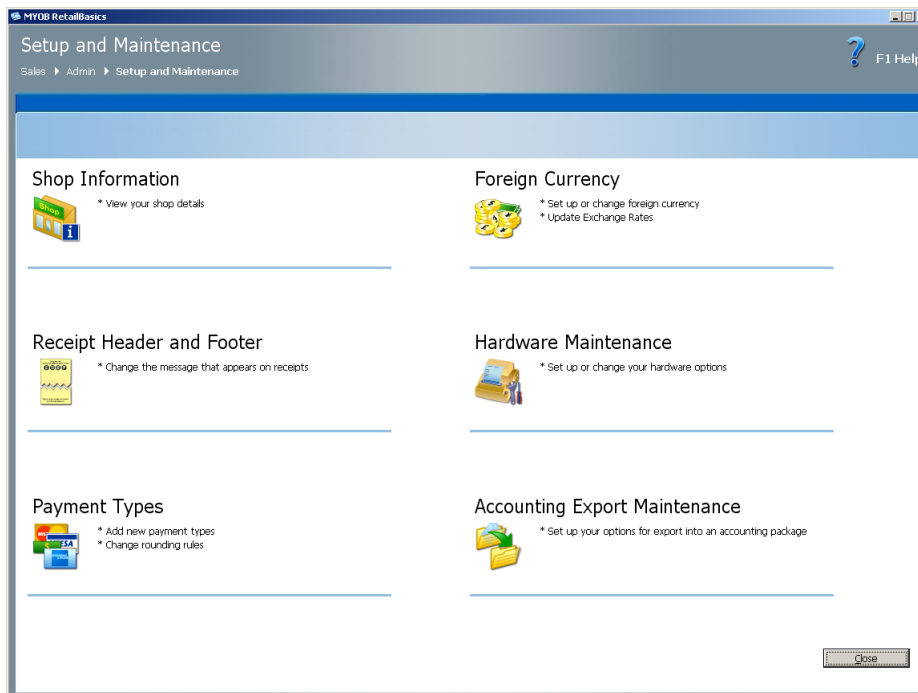 MYOB RetailBasics
Setup and Maintenance
Sales ▶ Admin ▶ Setup and Maintenance
F1 Help
Shop Information
Shop
* View your shop details
Foreign Currency
* Set up or change foreign currency
* Update Exchange Rates
Receipt Header and Footer
* Change the message that appears on receipts
Hardware Maintenance
* Set up or change your hardware options
Payment Types
* Add new payment types
* Change rounding rules
Accounting Export Maintenance
* Set up your options for export into an accounting package
Close